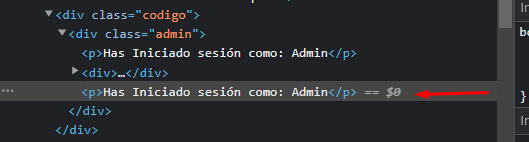 ▼<div class="codigo">
▼<div class="admin">
<p>Has Iniciado sesión como: Admin</p>
▶<div>…</div>
… <p>Has Iniciado sesión como: Admin</p> == $0
</div>
</div>
In
be
}
In